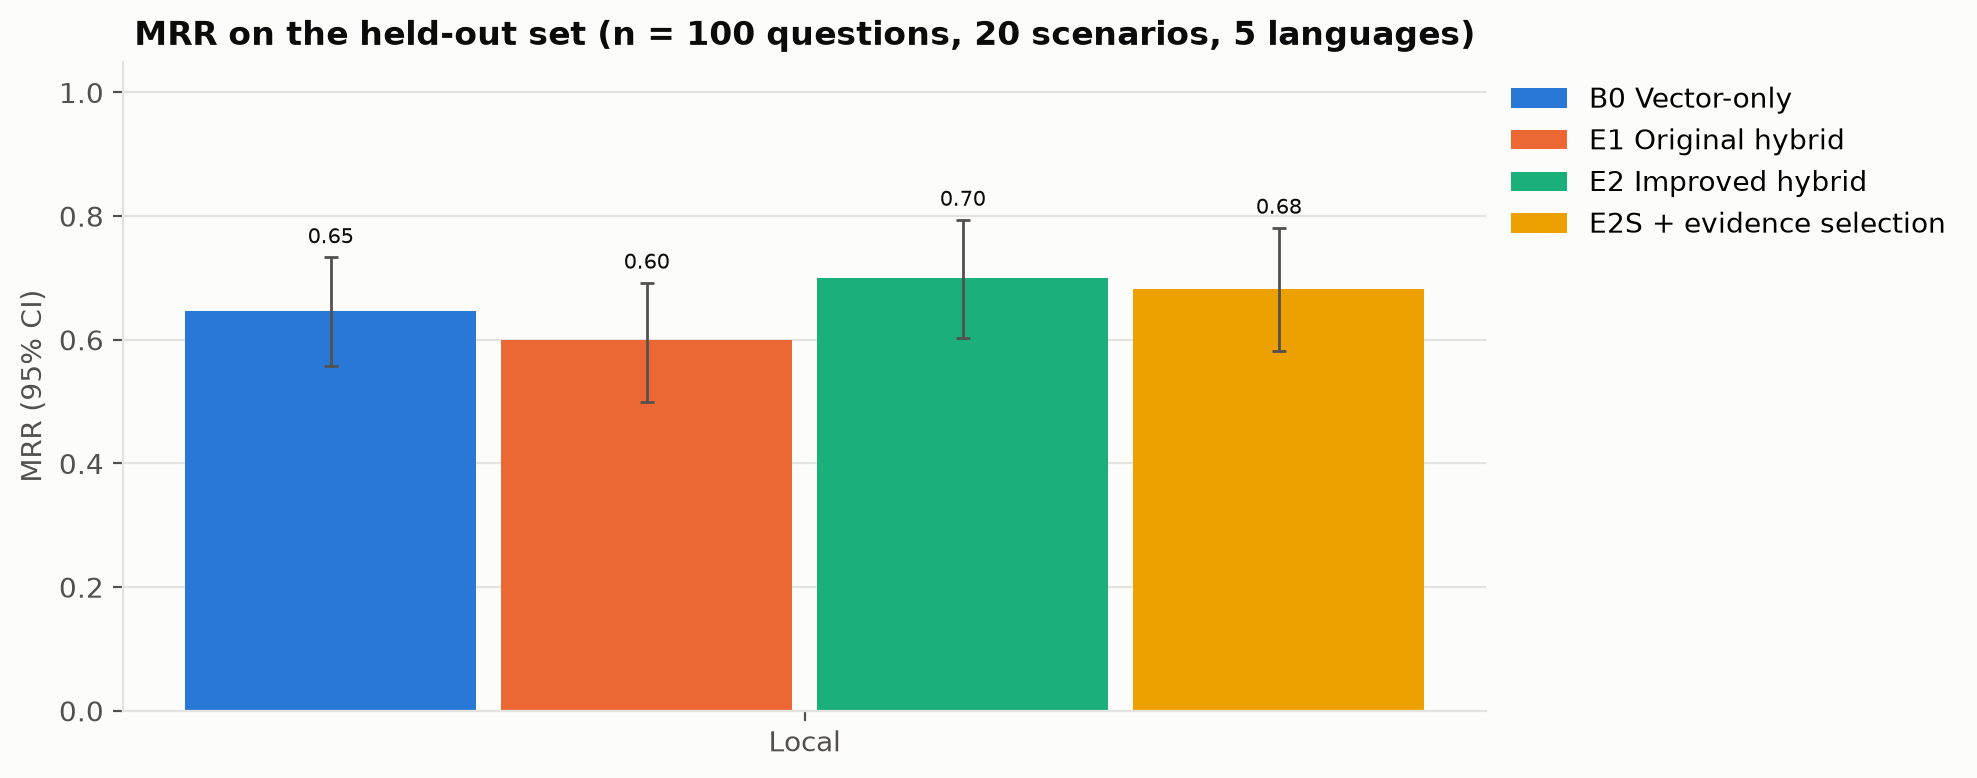 MRR on the held-out set (n = 100 questions, 20 scenarios, 5 languages)
MRR (95% CI)
1.0
0.8
0.6
0.4
0.2
0.0
0.65
0.60
0.70
0.68
Local
B0 Vector-only
E1 Original hybrid
E2 Improved hybrid
E2S + evidence selection